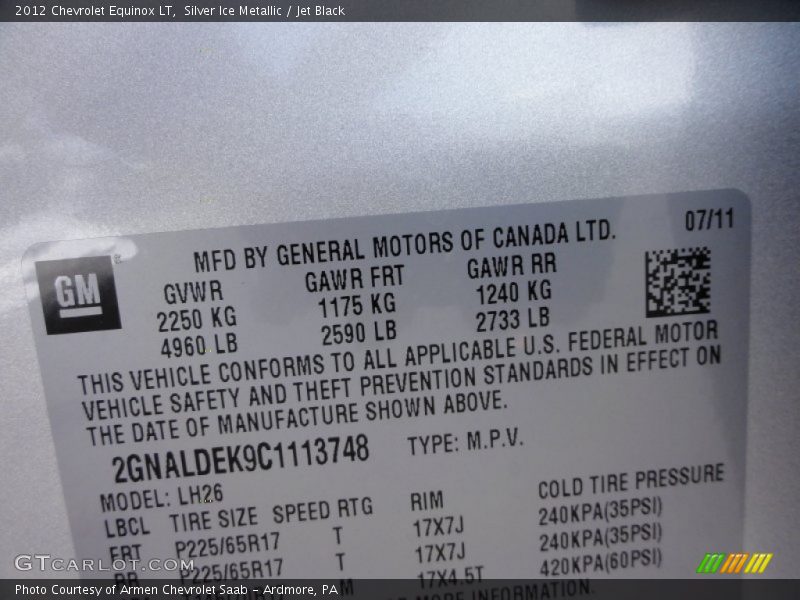 2012 Chevrolet Equinox LT, Silver Ice Metallic / Jet Black
07/11
GM
MFD BY GENERAL MOTORS OF CANADA LTD.
GVWR GAWR FRT GAWR RR
2250 KG 1175 KG 1240 KG
4960 LB 2590 LB 2733 LB
THIS VEHICLE CONFORMS TO ALL APPLICABLE U.S. FEDERAL MOTOR
VEHICLE SAFETY AND THEFT PREVENTION STANDARDS IN EFFECT ON
THE DATE OF MANUFACTURE SHOWN ABOVE.
2GNALDEK9C1113748 TYPE: M.P.V.
MODEL: LH26
LBCL TIRE SIZE SPEED RTG RIM COLD TIRE PRESSURE
FRT P225/65R17 T 17X7J 240KPA(35PSI)
RR P225/65R17 T 17X7J 240KPA(35PSI)
M 17X4.5T 420KPA(60PSI)
MORE INFORMATION.
GTCARLOT.COM
Photo Courtesy of Armen Chevrolet Saab - Ardmore, PA